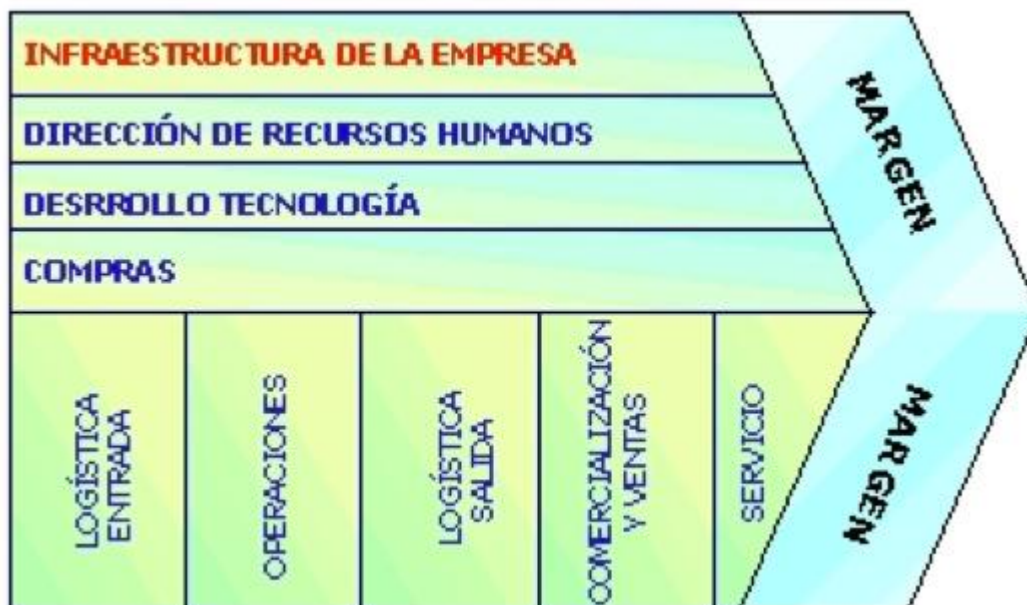 INFRAESTRUCTURA DE LA EMPRESA
DIRECCIÓN DE RECURSOS HUMANOS
DESRROLLO TECNOLOGÍA
COMPRAS
MARGEN
LOGÍSTICA
ENTRADA
OPERACIONES
LOGÍSTICA
SALIDA
COMERCIALIZACIÓN
Y VENTAS
SERVICIO
MARGEN